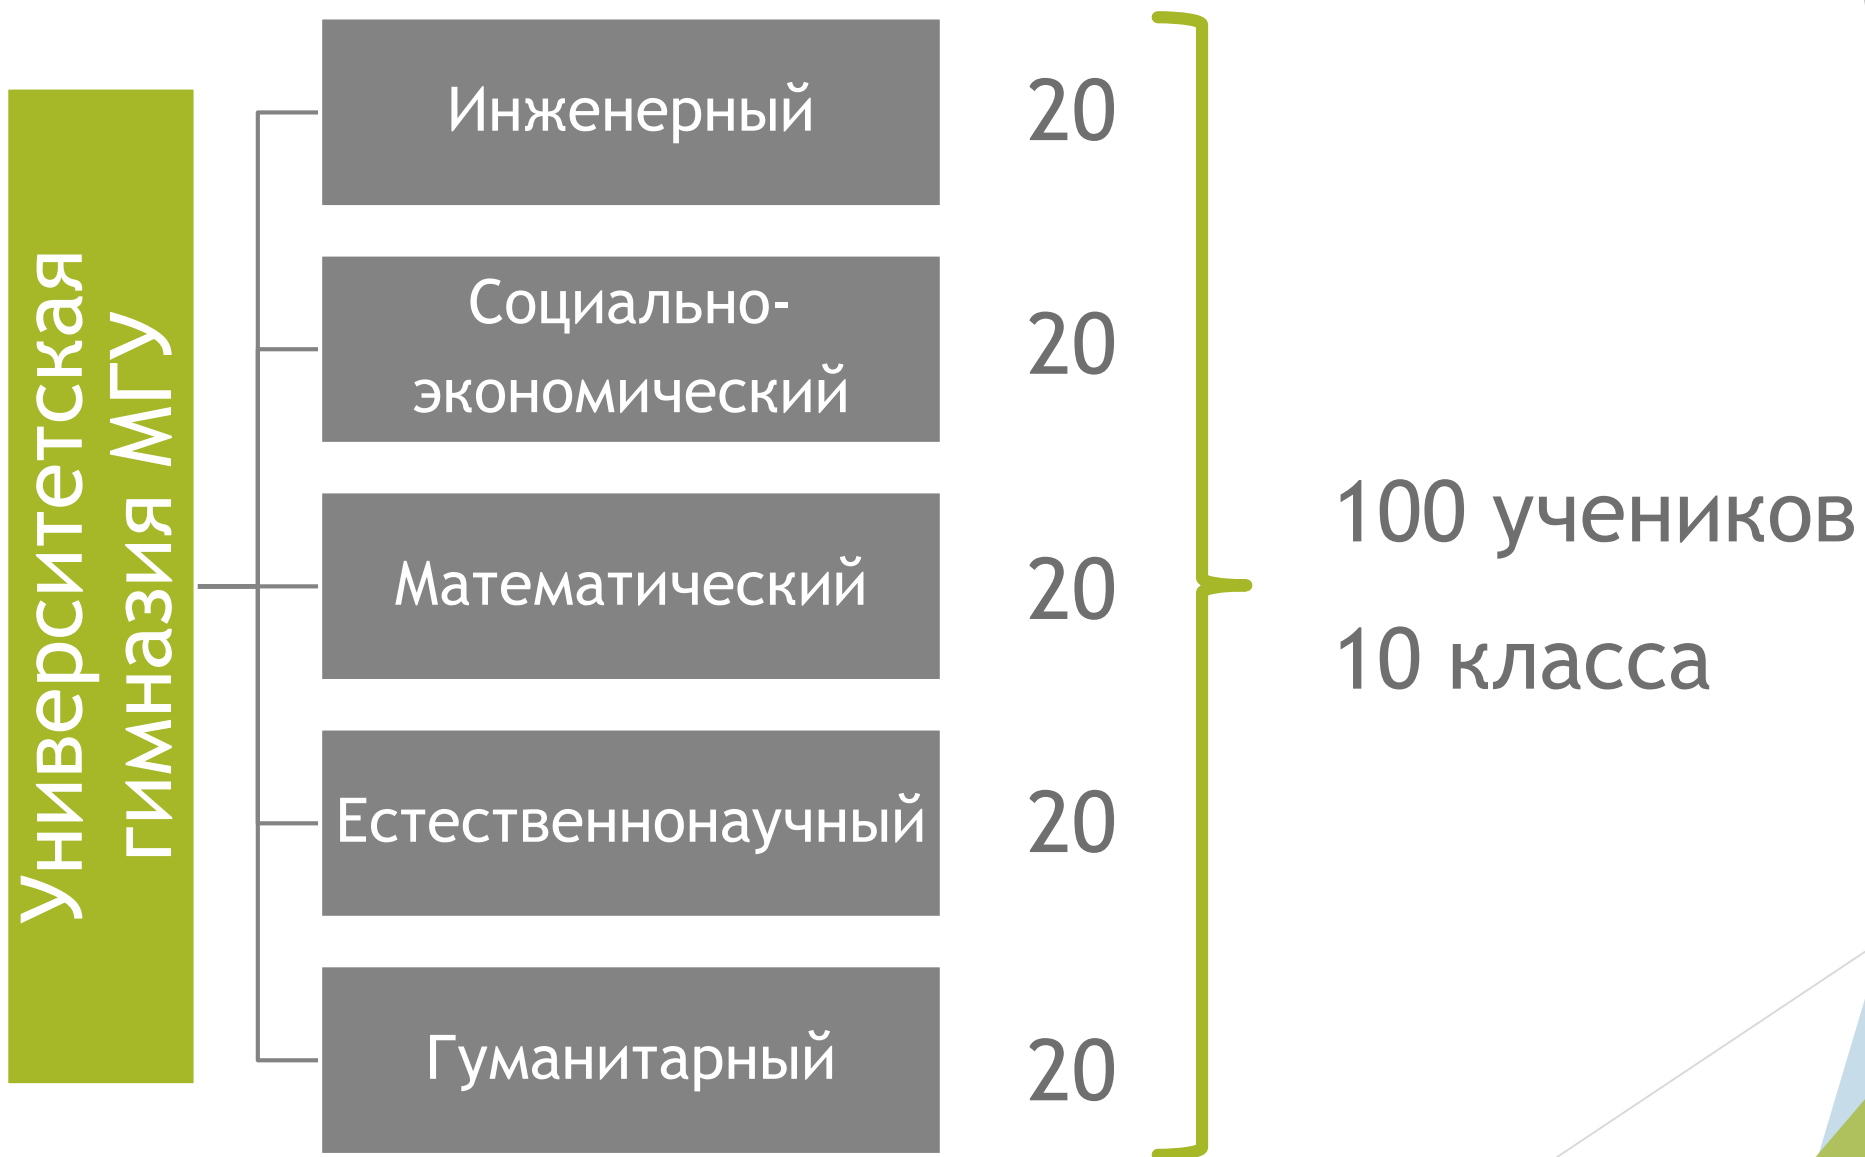 Университетская
гимназия МГУ
Инженерный
20
Социально-
экономический
20
Математический
20
Естественнонаучный
20
Гуманитарный
20
100 учеников
10 класса